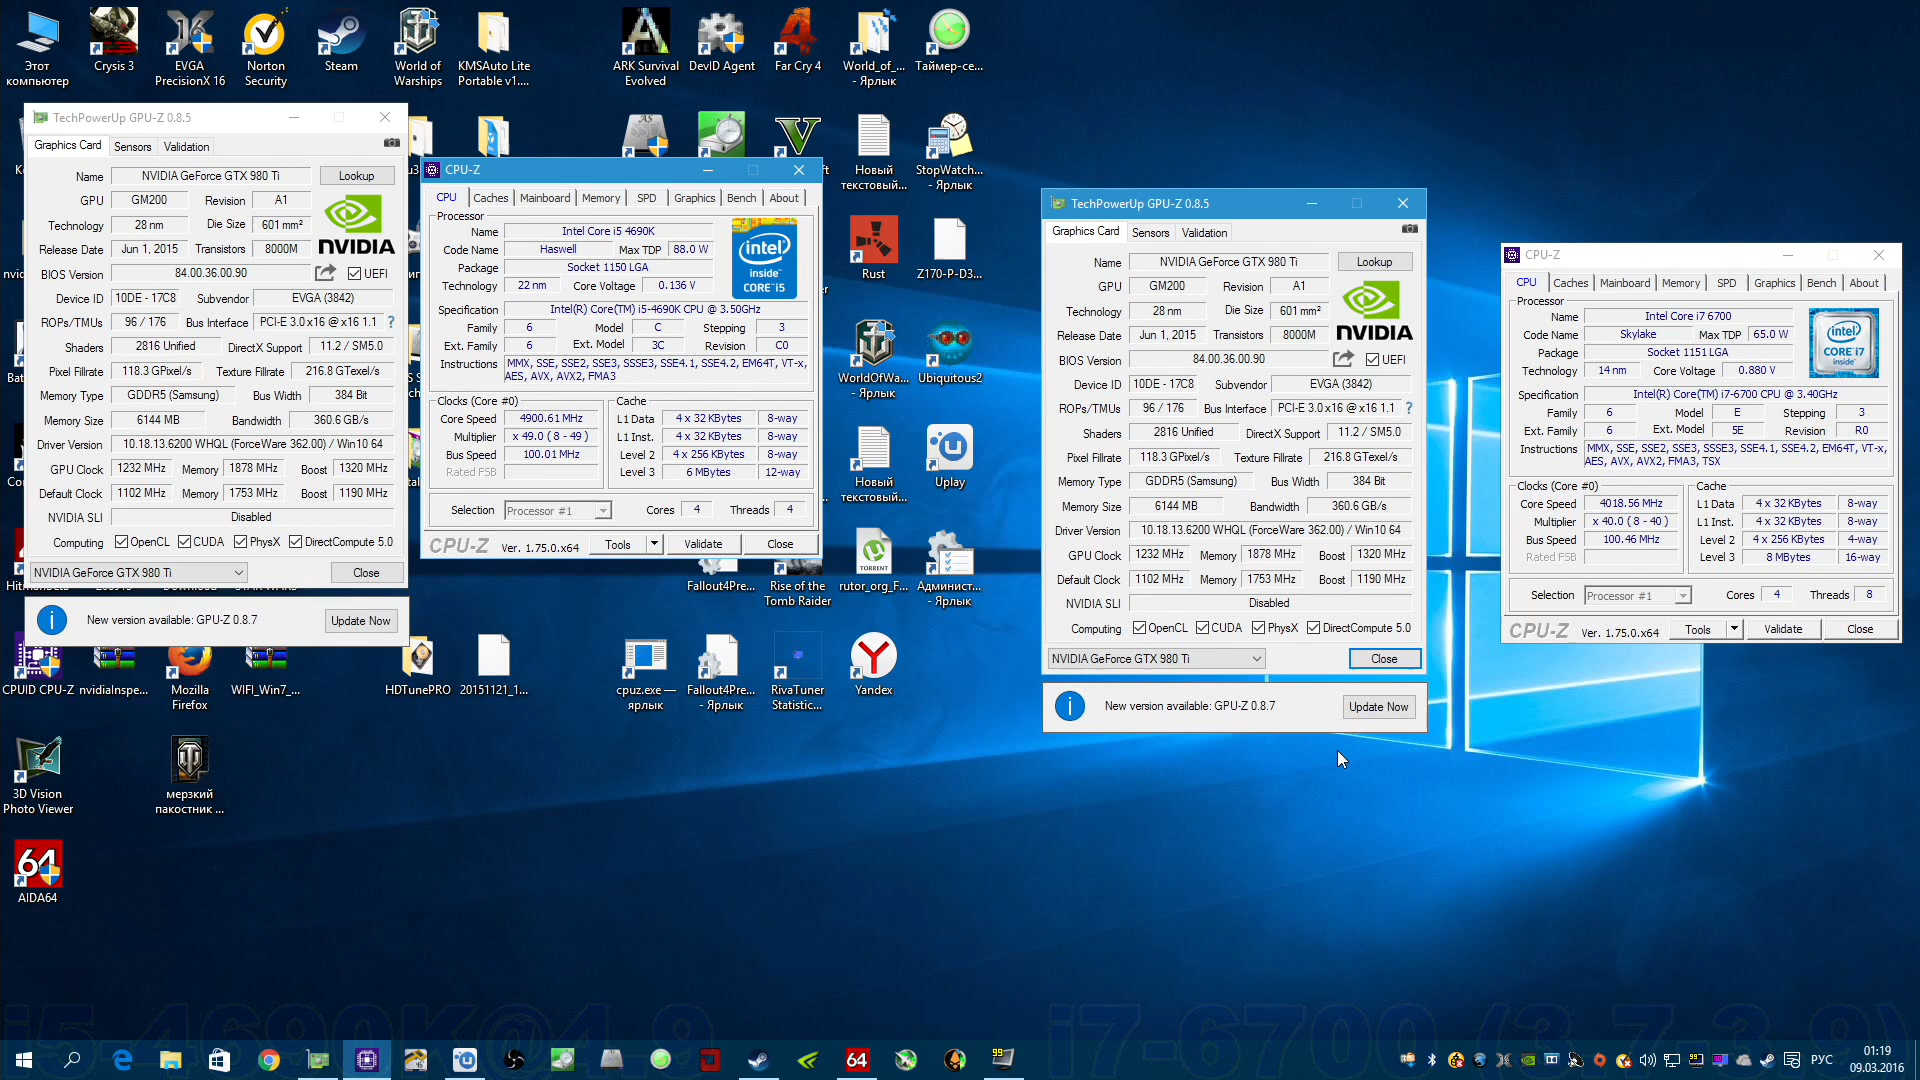 Этот компьютер
Crysis 3
EVGA PrecisionX 16
Norton Security
Steam
World of Warships
KMSAuto Lite Portable v1....
ARK Survival Evolved
DevID Agent
Far Cry 4
World_of_... - Ярлык
Таймер-се...
Новый текстовый...
StopWatch... - Ярлык
Rust
Z170-P-D3...
WorldOfWa... - Ярлык
Ubiquitous2
Новый текстовый...
Uplay
Fallout4Pre...
Rise of the Tomb Raider
rutor_org_F...
Админист... - Ярлык
CPUID CPU-Z
nvidiaInspe...
Mozilla Firefox
WIFI_Win7_...
HDTunePRO
20151121_1...
cpuz.exe — ярлык
Fallout4Pre... - Ярлык
RivaTuner Statistic...
Yandex
3D Vision Photo Viewer
мерзкий пакостник ...
64
AIDA64
TechPowerUp GPU-Z 0.8.5
Graphics Card Sensors Validation
Name NVIDIA GeForce GTX 980 Ti Lookup
GPU GM200 Revision A1
Technology 28 nm Die Size 601 mm²
Release Date Jun 1, 2015 Transistors 8000M
NVIDIA
BIOS Version 84.00.36.00.90 UEFI
Device ID 10DE - 17C8 Subvendor EVGA (3842)
ROPs/TMUs 96 / 176 Bus Interface PCI-E 3.0 x16 @ x16 1.1 ?
Shaders 2816 Unified DirectX Support 11.2 / SM5.0
Pixel Fillrate 118.3 GPixel/s Texture Fillrate 216.8 GTexel/s
Memory Type GDDR5 (Samsung) Bus Width 384 Bit
Memory Size 6144 MB Bandwidth 360.6 GB/s
Driver Version 10.18.13.6200 WHQL (ForceWare 362.00) / Win10 64
GPU Clock 1232 MHz Memory 1878 MHz Boost 1320 MHz
Default Clock 1102 MHz Memory 1753 MHz Boost 1190 MHz
NVIDIA SLI Disabled
Computing OpenCL CUDA PhysX DirectCompute 5.0
NVIDIA GeForce GTX 980 Ti Close
New version available: GPU-Z 0.8.7 Update Now
CPU-Z
CPU Caches Mainboard Memory SPD Graphics Bench About
Processor
Name Intel Core i5 4690K
Code Name Haswell Max TDP 88.0 W
Package Socket 1150 LGA
Technology 22 nm Core Voltage 0.136 V
intel inside™ CORE™ i5
Specification Intel(R) Core(TM) i5-4690K CPU @ 3.50GHz
Family 6 Model C Stepping 3
Ext. Family 6 Ext. Model 3C Revision C0
Instructions MMX, SSE, SSE2, SSE3, SSSE3, SSE4.1, SSE4.2, EM64T, VT-x, AES, AVX, AVX2, FMA3
Clocks (Core #0) Cache
Core Speed 4900.61 MHz L1 Data 4 x 32 KBytes 8-way
Multiplier x 49.0 ( 8 - 49 ) L1 Inst. 4 x 32 KBytes 8-way
Bus Speed 100.01 MHz Level 2 4 x 256 KBytes 8-way
Rated FSB Level 3 6 MBytes 12-way
Selection Processor #1 Cores 4 Threads 4
CPU-Z Ver. 1.75.0.x64 Tools Validate Close
TechPowerUp GPU-Z 0.8.5
Graphics Card Sensors Validation
Name NVIDIA GeForce GTX 980 Ti Lookup
GPU GM200 Revision A1
Technology 28 nm Die Size 601 mm²
Release Date Jun 1, 2015 Transistors 8000M
NVIDIA
BIOS Version 84.00.36.00.90 UEFI
Device ID 10DE - 17C8 Subvendor EVGA (3842)
ROPs/TMUs 96 / 176 Bus Interface PCI-E 3.0 x16 @ x16 1.1 ?
Shaders 2816 Unified DirectX Support 11.2 / SM5.0
Pixel Fillrate 118.3 GPixel/s Texture Fillrate 216.8 GTexel/s
Memory Type GDDR5 (Samsung) Bus Width 384 Bit
Memory Size 6144 MB Bandwidth 360.6 GB/s
Driver Version 10.18.13.6200 WHQL (ForceWare 362.00) / Win10 64
GPU Clock 1232 MHz Memory 1878 MHz Boost 1320 MHz
Default Clock 1102 MHz Memory 1753 MHz Boost 1190 MHz
NVIDIA SLI Disabled
Computing OpenCL CUDA PhysX DirectCompute 5.0
NVIDIA GeForce GTX 980 Ti Close
New version available: GPU-Z 0.8.7 Update Now
CPU-Z
CPU Caches Mainboard Memory SPD Graphics Bench About
Processor
Name Intel Core i7 6700
Code Name Skylake Max TDP 65.0 W
Package Socket 1151 LGA
Technology 14 nm Core Voltage 0.880 V
intel CORE i7 inside™
Specification Intel(R) Core(TM) i7-6700 CPU @ 3.40GHz
Family 6 Model E Stepping 3
Ext. Family 6 Ext. Model 5E Revision R0
Instructions MMX, SSE, SSE2, SSE3, SSSE3, SSE4.1, SSE4.2, EM64T, VT-x, AES, AVX, AVX2, FMA3, TSX
Clocks (Core #0) Cache
Core Speed 4018.56 MHz L1 Data 4 x 32 KBytes 8-way
Multiplier x 40.0 ( 8 - 40 ) L1 Inst. 4 x 32 KBytes 8-way
Bus Speed 100.46 MHz Level 2 4 x 256 KBytes 4-way
Rated FSB Level 3 8 MBytes 16-way
Selection Processor #1 Cores 4 Threads 8
CPU-Z Ver. 1.75.0.x64 Tools Validate Close
i5-4690K@4.9
i7-6700 (3.7-3.9)
64
99
РУС
01:19
09.03.2016